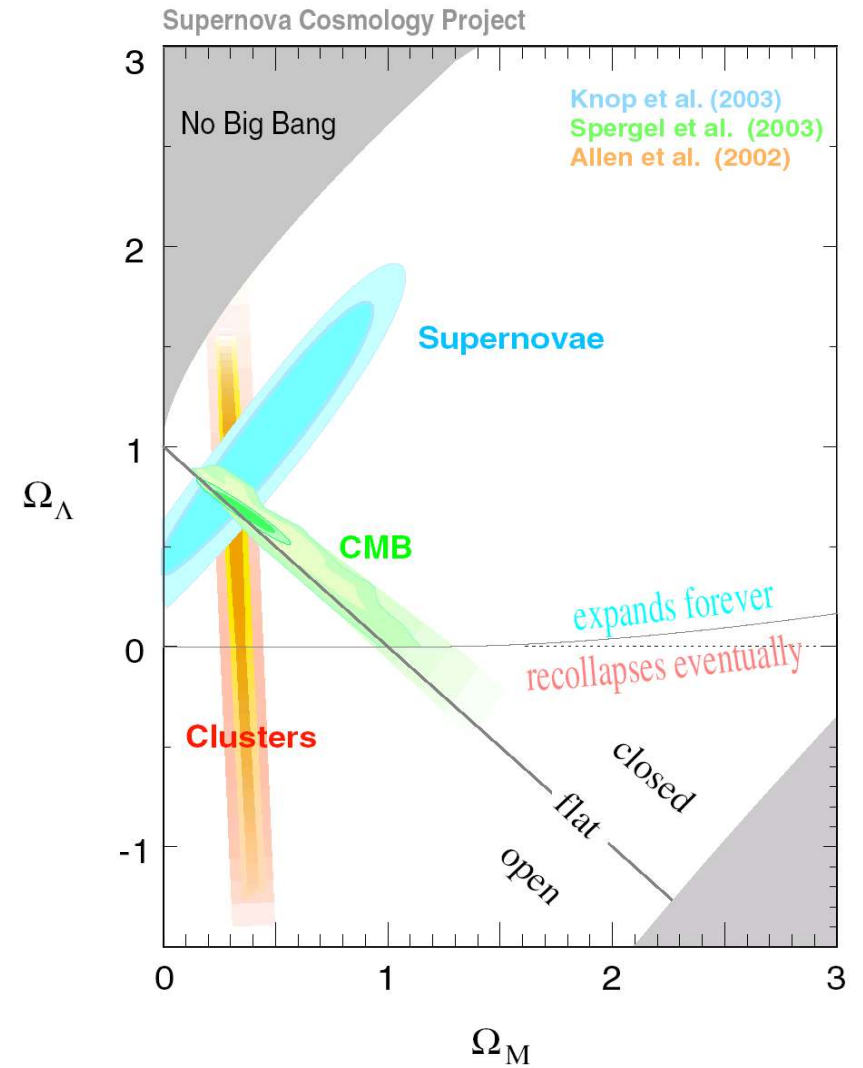 Supernova Cosmology Project
3
No Big Bang
Knop et al. (2003)
Spergel et al. (2003)
Allen et al. (2002)
2
Supernovae
1
Ω_Λ
CMB
expands forever
0
recollapses eventually
Clusters
closed
flat
-1
open
0 1 2 3
Ω_M